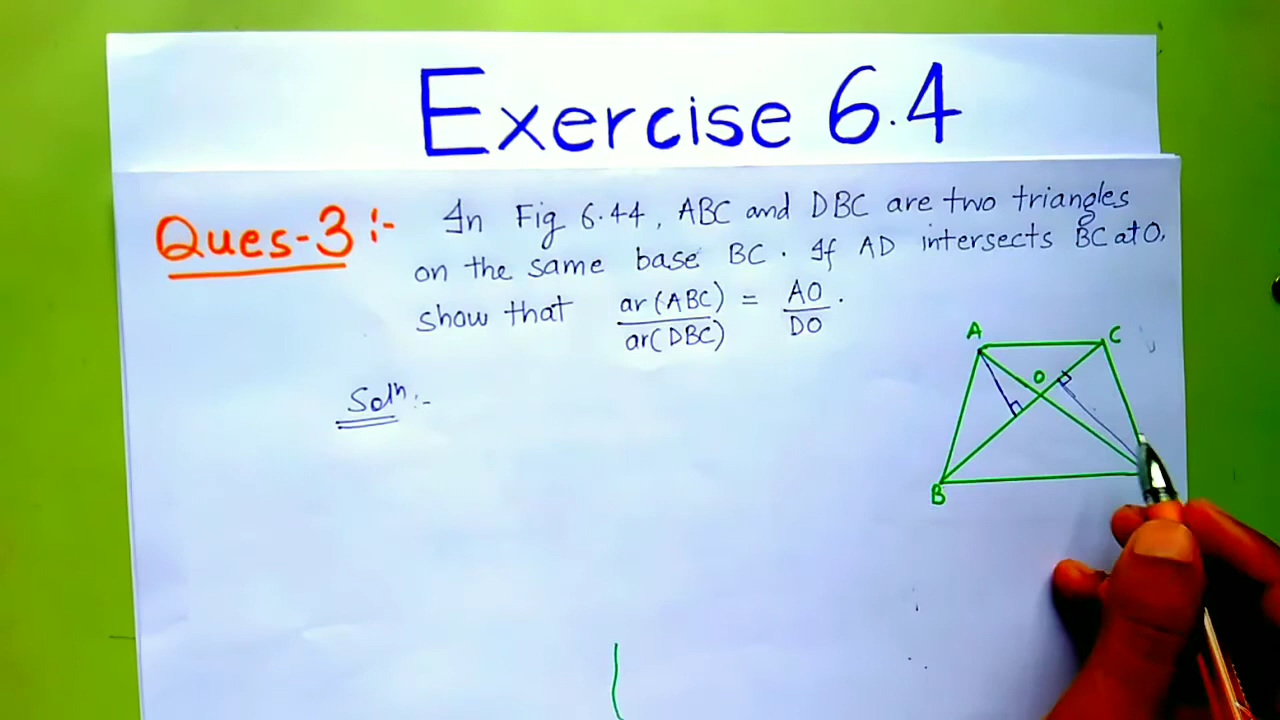 Exercise 6.4
Ques-3:- In Fig 6.44, ABC and DBC are two triangles
on the same base BC. If AD intersects BC at O,
show that ar(ABC)/ar(DBC) = AO/DO.
Soln:-
A
C
O
B